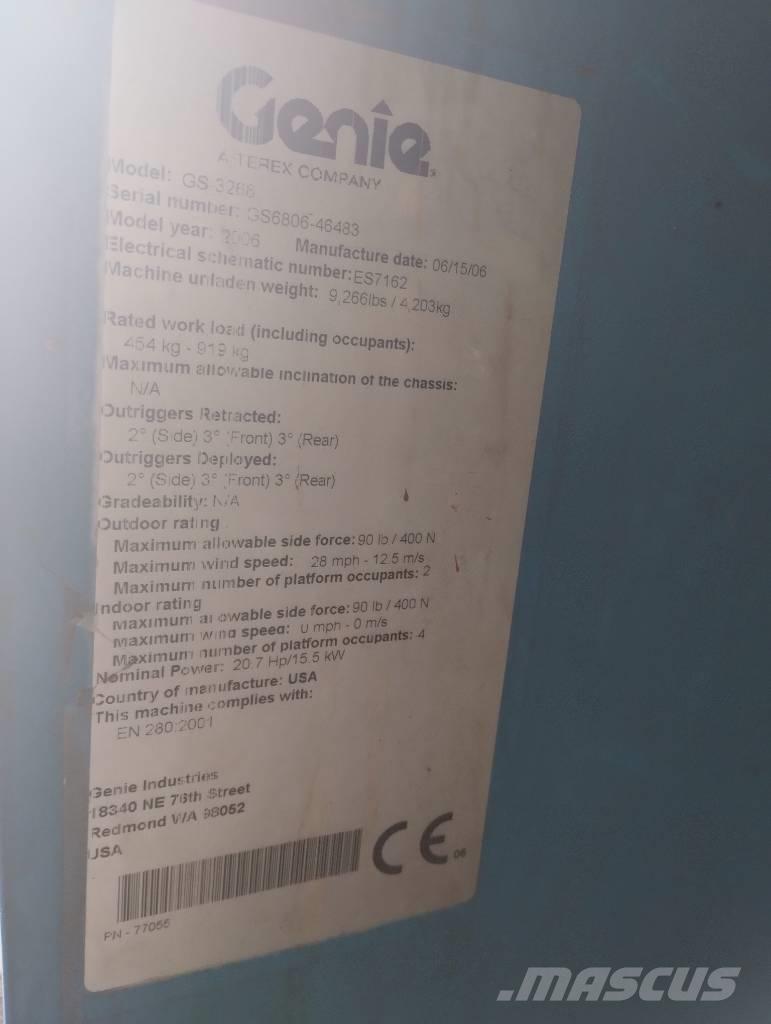 Genie
A TEREX COMPANY
Model: GS 3268
Serial number: GS6806-46483
Model year: 2006 Manufacture date: 06/15/06
Electrical schematic number: ES7162
Machine unladen weight: 9,266lbs / 4,203kg
Rated work load (including occupants):
454 kg - 919 kg
Maximum allowable inclination of the chassis:
N/A
Outriggers Retracted:
2° (Side) 3° (Front) 3° (Rear)
Outriggers Deployed:
2° (Side) 3° (Front) 3° (Rear)
Gradeability: N/A
Outdoor rating
Maximum allowable side force: 90 lb / 400 N
Maximum wind speed: 28 mph - 12.5 m/s
Maximum number of platform occupants: 2
Indoor rating
Maximum allowable side force: 90 lb / 400 N
Maximum wind speed: 0 mph - 0 m/s
Maximum number of platform occupants: 4
Nominal Power: 20.7 Hp/15.5 kW
Country of manufacture: USA
This machine complies with:
EN 280:2001
Genie Industries
18340 NE 76th Street
Redmond WA 98052
USA
CE 06
PN - 77055
MASCUS